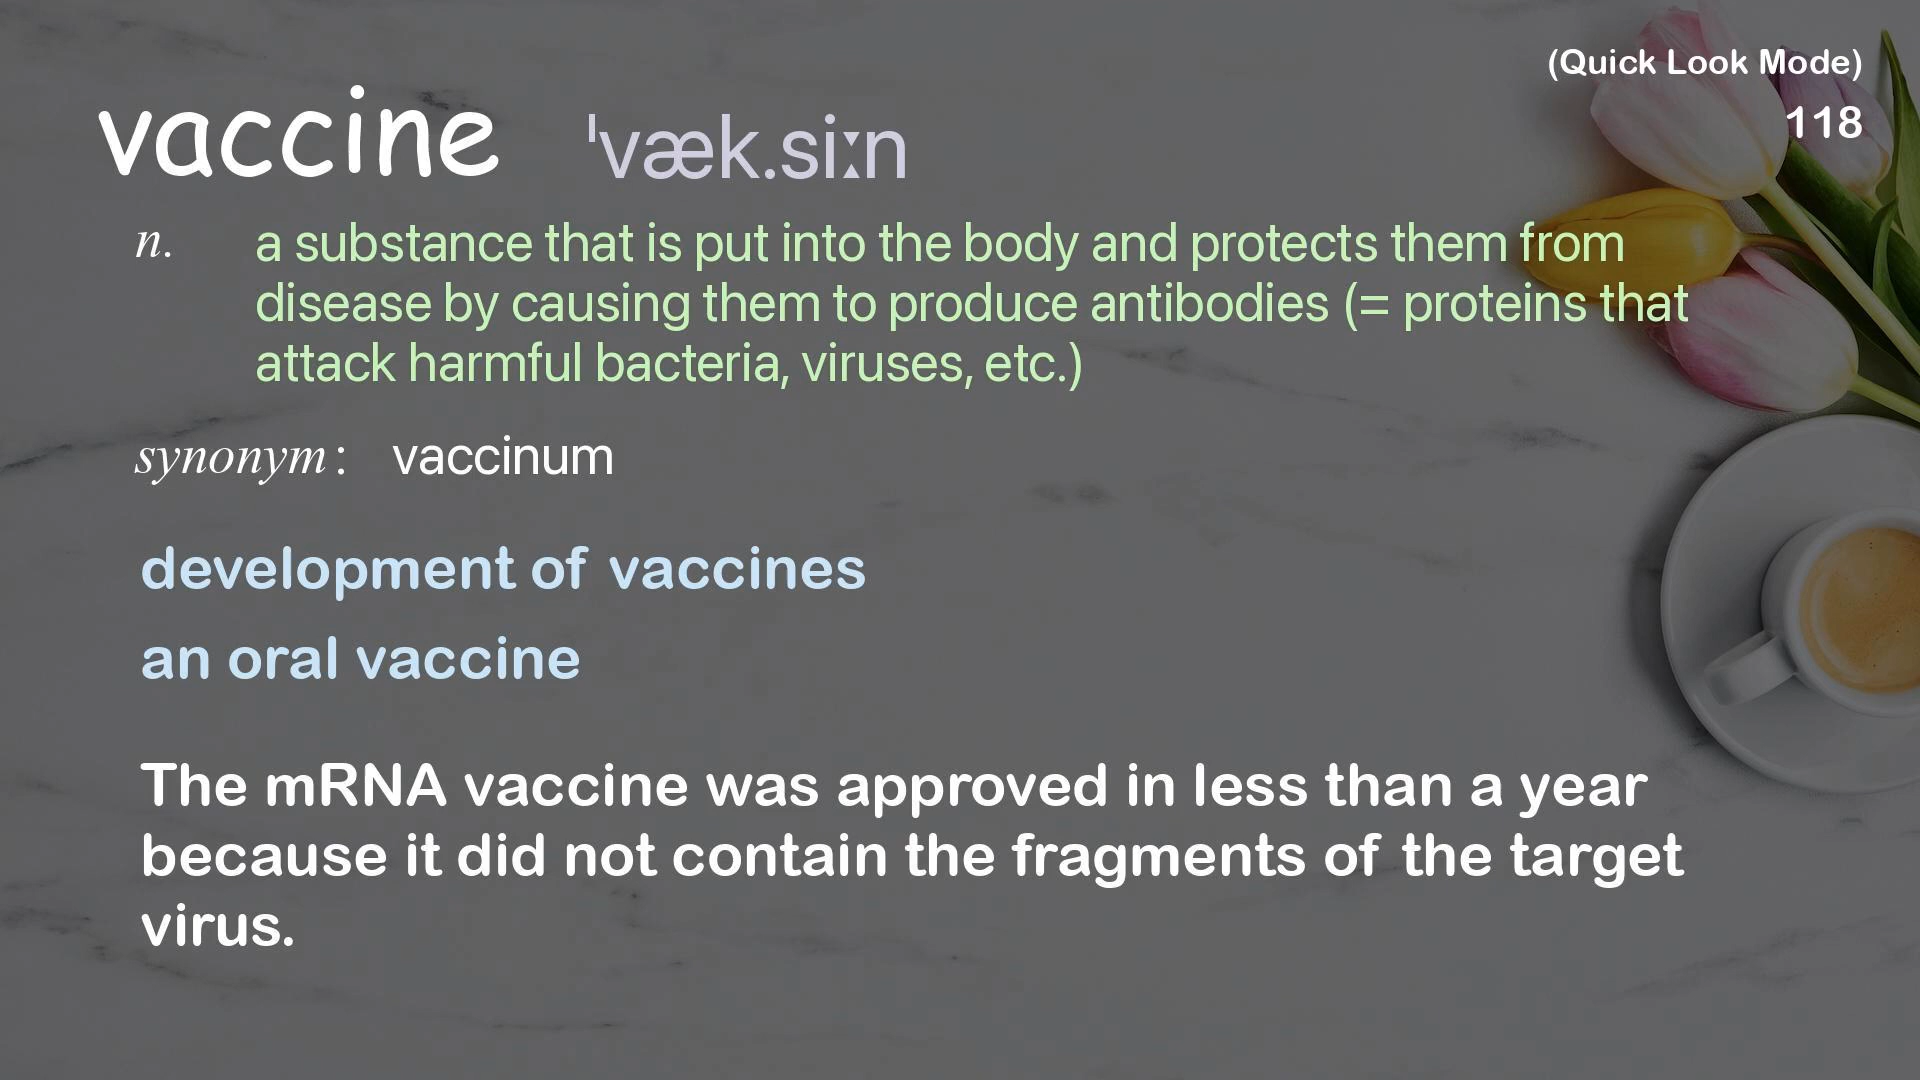 (Quick Look Mode)
118
vaccine ˈvæk.siːn
n. a substance that is put into the body and protects them from
disease by causing them to produce antibodies (= proteins that
attack harmful bacteria, viruses, etc.)
synonym: vaccinum
development of vaccines
an oral vaccine
The mRNA vaccine was approved in less than a year
because it did not contain the fragments of the target
virus.